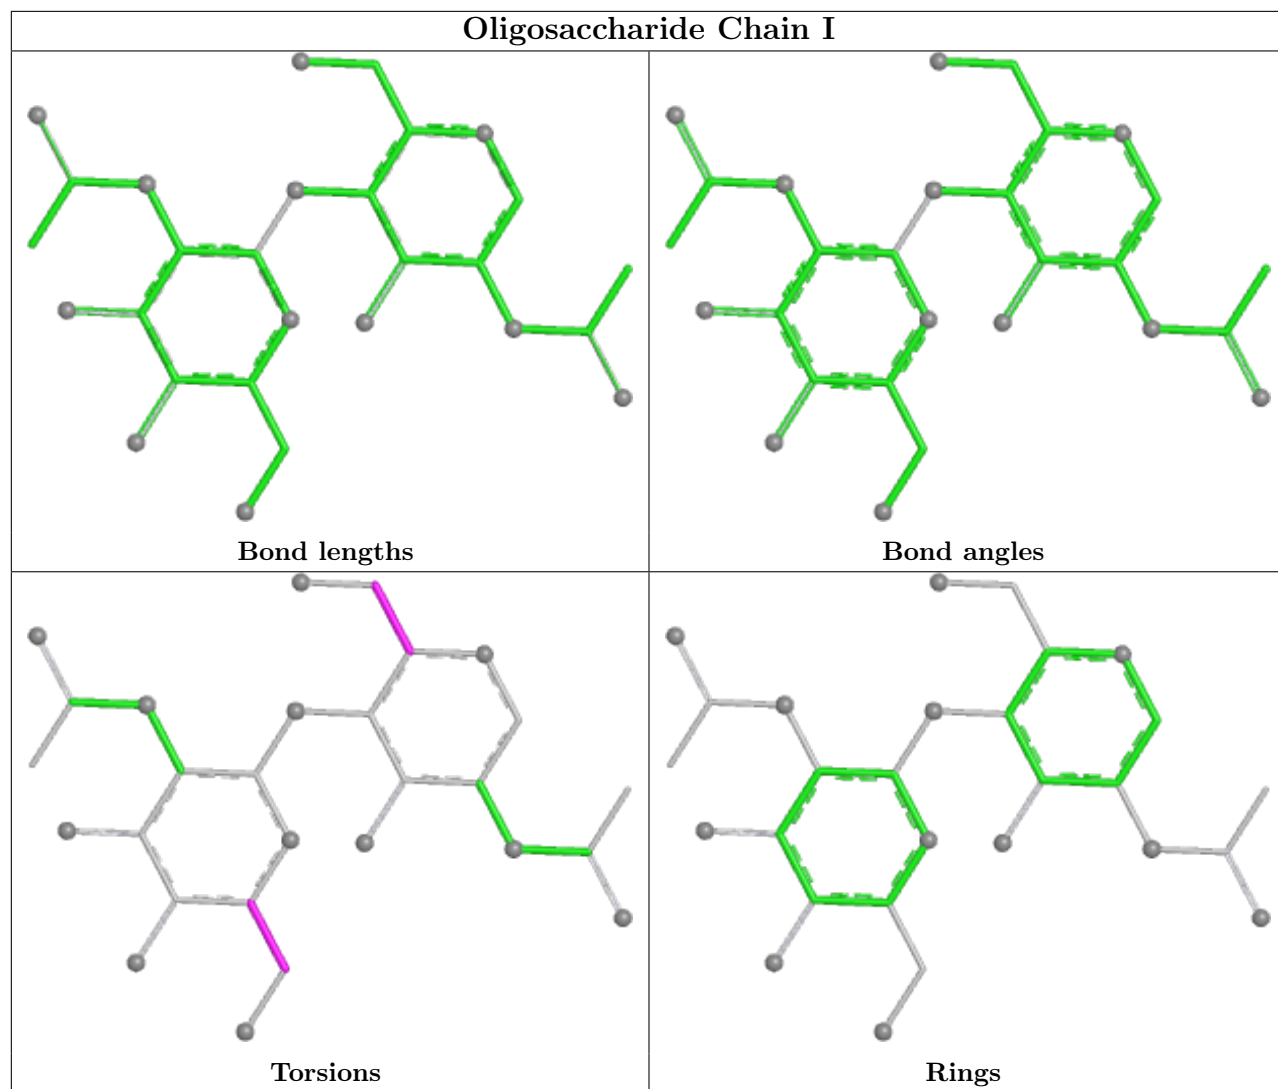 Oligosaccharide Chain I
Bond lengths
Bond angles
Torsions
Rings